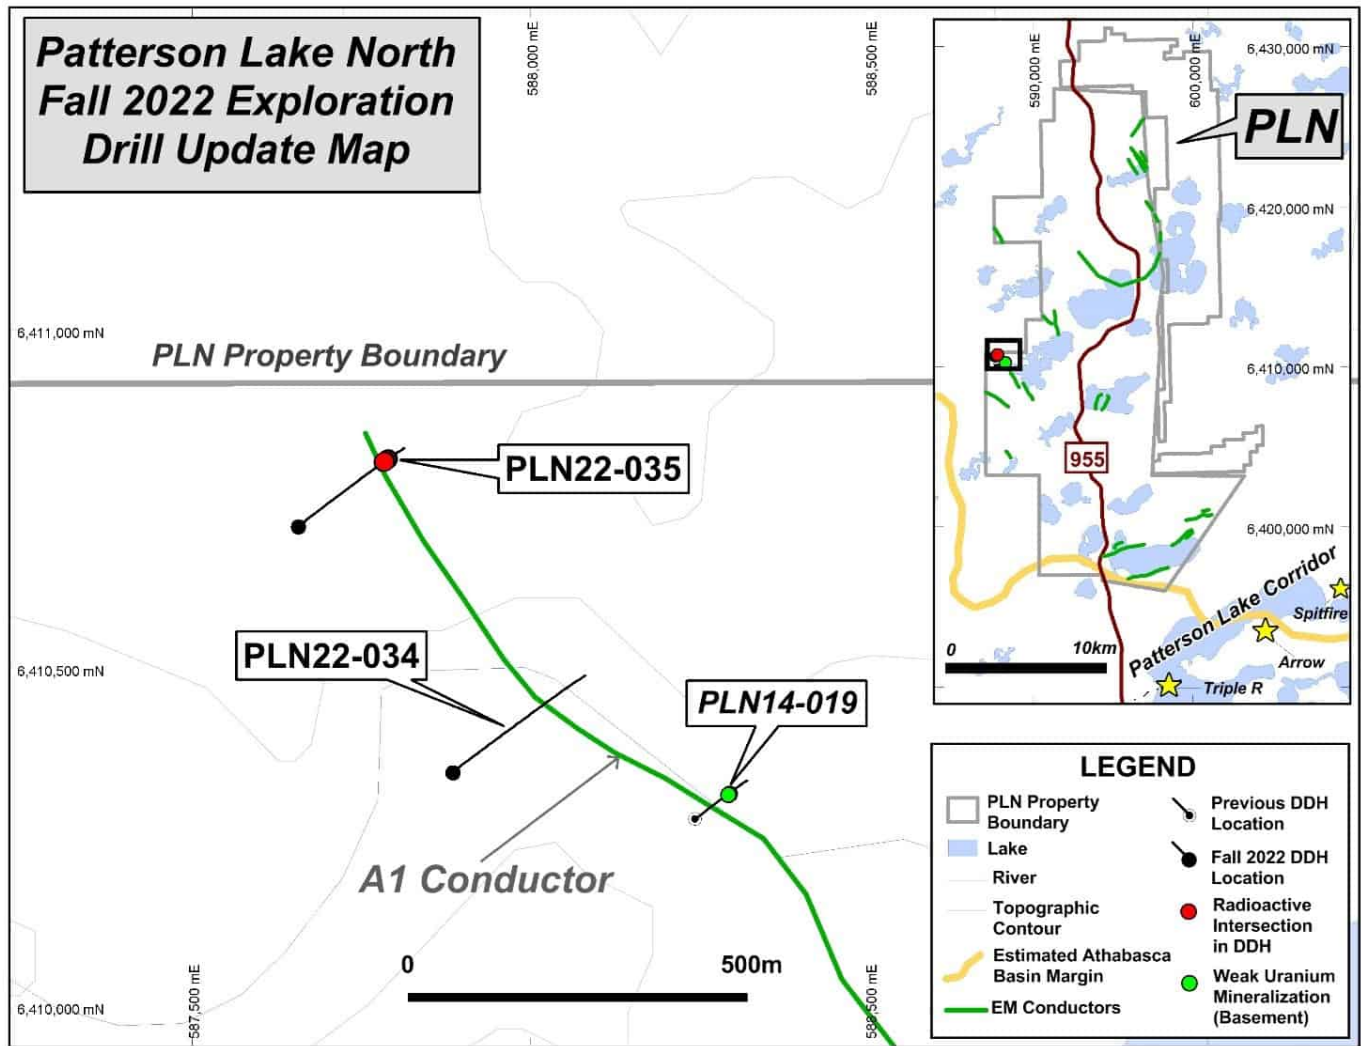 Patterson Lake North
Fall 2022 Exploration
Drill Update Map
588,000 mE
588,500 mE
6,411,000 mN
PLN Property Boundary
PLN22-035
PLN22-034
6,410,500 mN
PLN14-019
A1 Conductor
0
500m
6,410,000 mN
587,500 mE
588,500 mE
590,000 mE
600,000 mE
6,430,000 mN
PLN
6,420,000 mN
6,410,000 mN
955
6,400,000 mN
Patterson Lake Corridor
Spitfire
Arrow
Triple R
0
10km
LEGEND
PLN Property
Boundary
Lake
River
Topographic
Contour
Estimated Athabasca
Basin Margin
EM Conductors
Previous DDH
Location
Fall 2022 DDH
Location
Radioactive
Intersection
in DDH
Weak Uranium
Mineralization
(Basement)